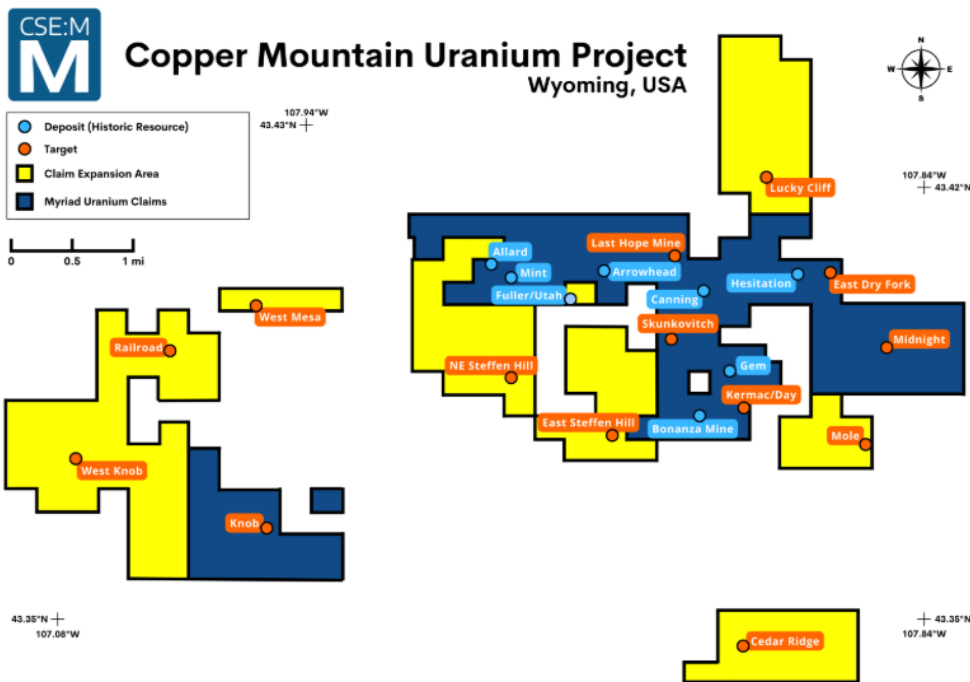 CSE:M
M
Copper Mountain Uranium Project
Wyoming, USA
N
W E
S
Deposit (Historic Resource)
Target
Claim Expansion Area
Myriad Uranium Claims
107.94°W
43.43°N
107.84°W
43.42°N
0 0.5 1 mi
Lucky Cliff
Last Hope Mine
Allard
Mint
Arrowhead
Hesitation
East Dry Fork
Fuller/Utah
Canning
West Mesa
Skunkovitch
Railroad
Midnight
NE Steffen Hill
Gem
Kermac/Day
East Steffen Hill
Bonanza Mine
Mole
West Knob
Knob
43.35°N
107.08°W
43.35°N
107.84°W
Cedar Ridge